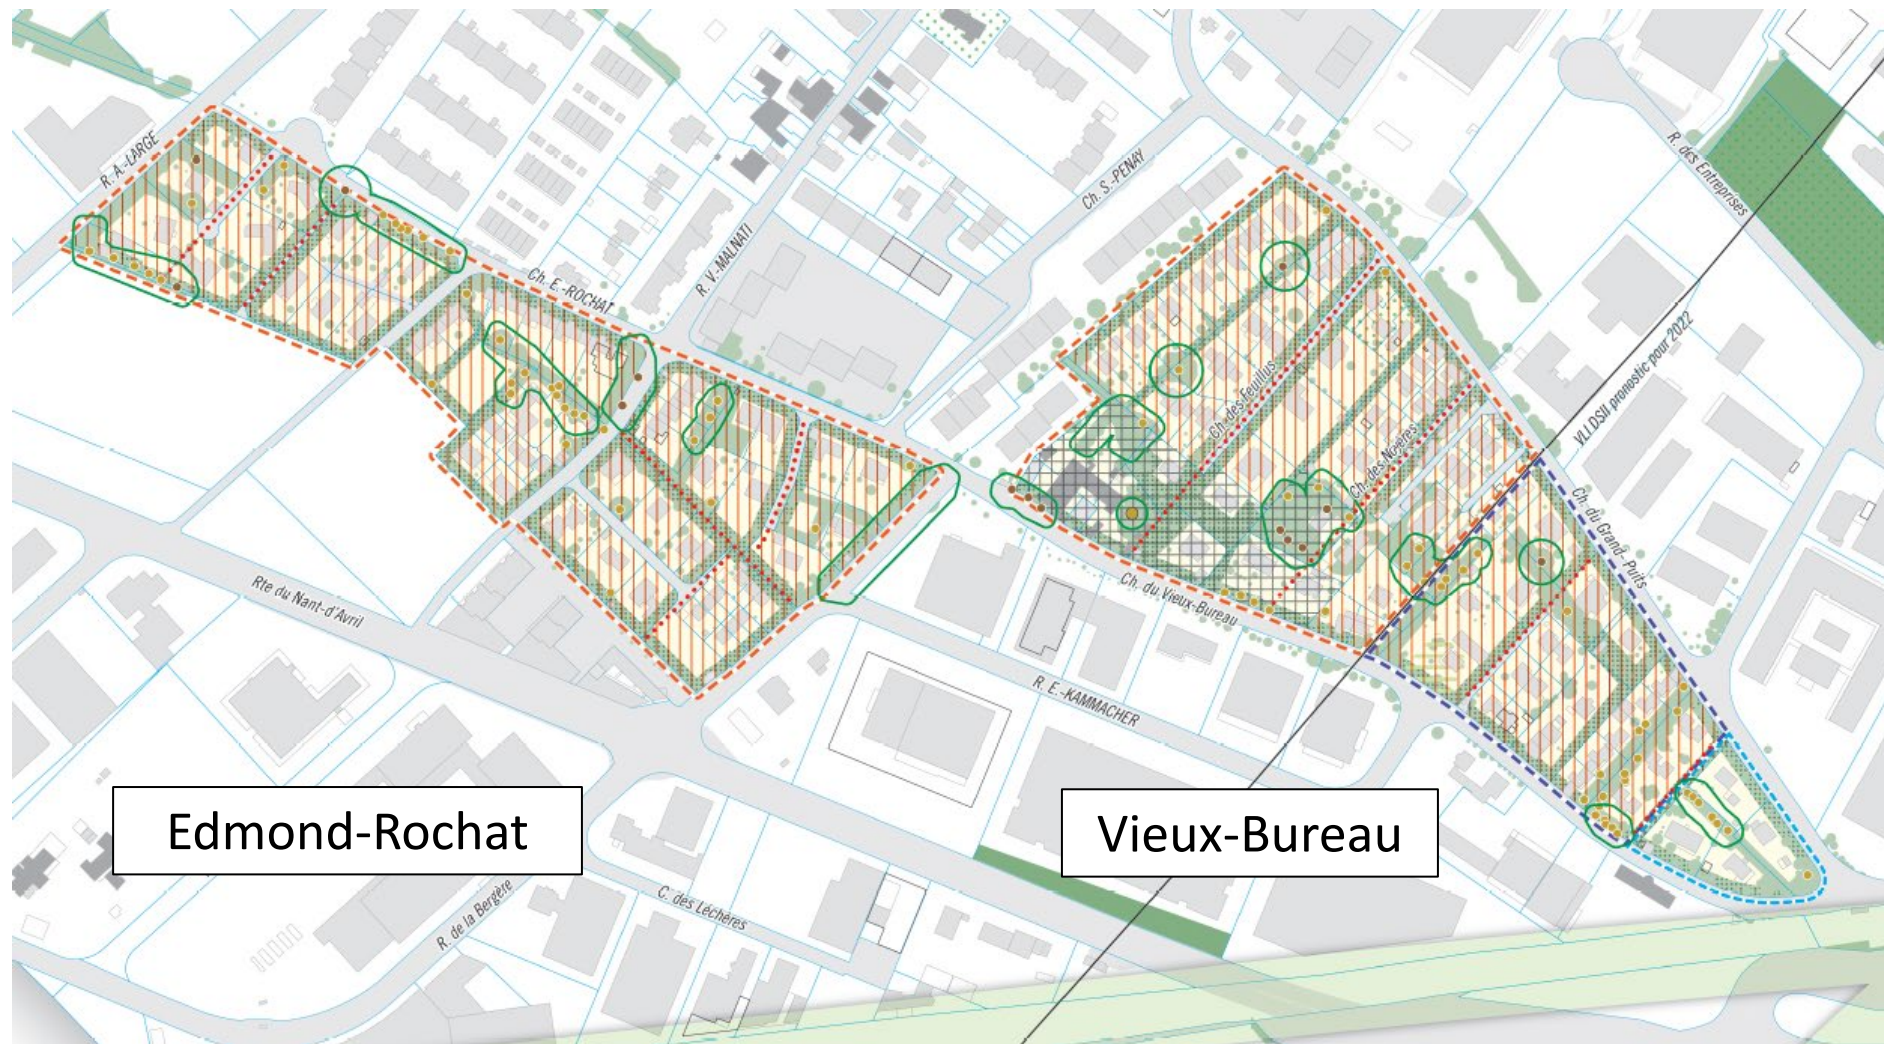 R. A.-LARGE
Ch. E.-ROCHAT
R. V.-MALNATI
Ch. S.-PENAY
R. des Entreprises
VLI DSII pronostic pour 2022
Ch. des Feuillus
Ch. des Noyères
Ch. du Grand-Puits
Ch. du Vieux-Bureau
Rte du Nant-d'Avril
R. E.-KAMMACHER
Edmond-Rochat
Vieux-Bureau
R. de la Bergère
C. des Léchères